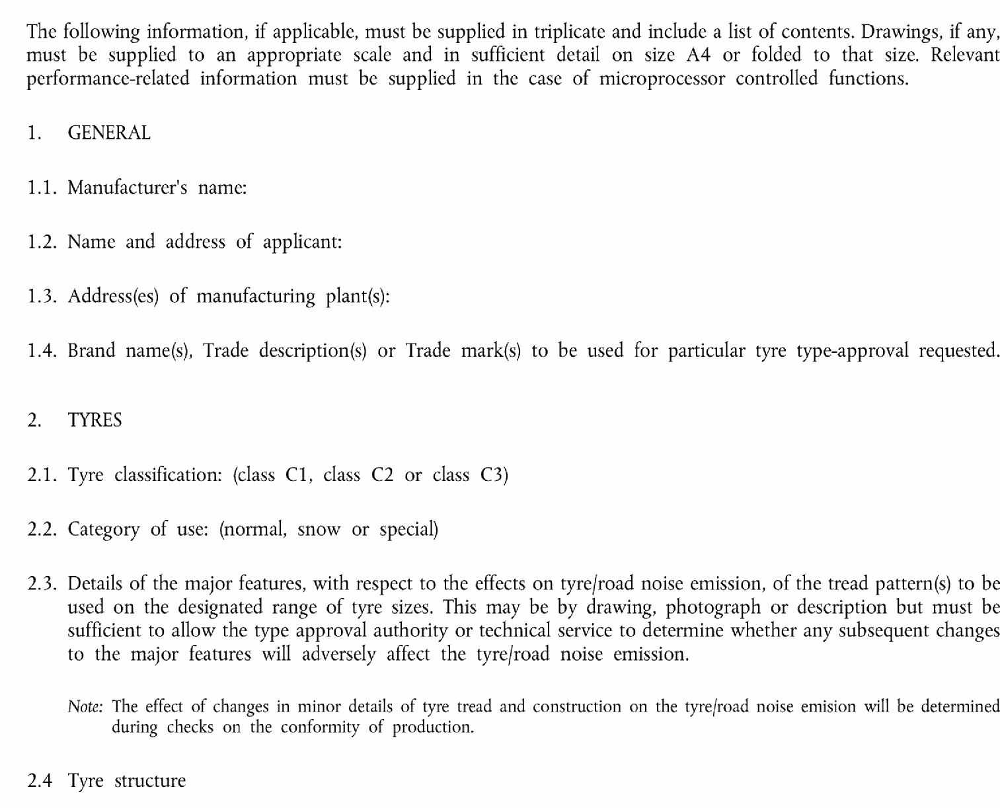 The following information, if applicable, must be supplied in triplicate and include a list of contents. Drawings, if any,
must be supplied to an appropriate scale and in sufficient detail on size A4 or folded to that size. Relevant
performance-related information must be supplied in the case of microprocessor controlled functions.
1. GENERAL
1.1. Manufacturer's name:
1.2. Name and address of applicant:
1.3. Address(es) of manufacturing plant(s):
1.4. Brand name(s), Trade description(s) or Trade mark(s) to be used for particular tyre type-approval requested.
2. TYRES
2.1. Tyre classification: (class C1, class C2 or class C3)
2.2. Category of use: (normal, snow or special)
2.3. Details of the major features, with respect to the effects on tyre/road noise emission, of the tread pattern(s) to be
used on the designated range of tyre sizes. This may be by drawing, photograph or description but must be
sufficient to allow the type approval authority or technical service to determine whether any subsequent changes
to the major features will adversely affect the tyre/road noise emission.
Note: The effect of changes in minor details of tyre tread and construction on the tyre/road noise emision will be determined
during checks on the conformity of production.
2.4 Tyre structure